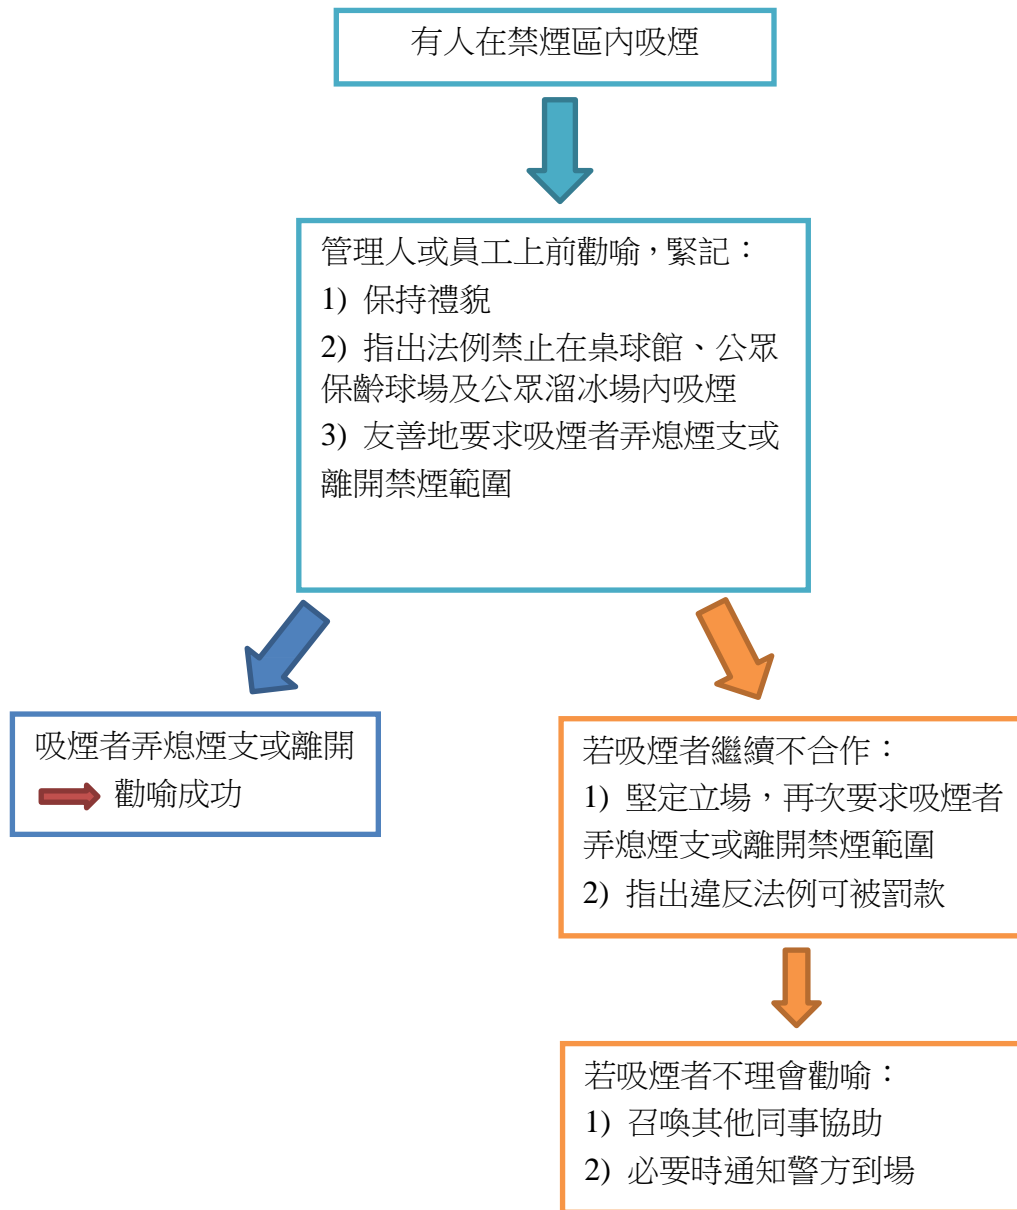 有人在禁煙區內吸煙
管理人或員工上前勸喻，緊記：
1) 保持禮貌
2) 指出法例禁止在桌球館、公眾
保齡球場及公眾溜冰場內吸煙
3) 友善地要求吸煙者弄熄煙支或
離開禁煙範圍
吸煙者弄熄煙支或離開
勸喻成功
若吸煙者繼續不合作：
1) 堅定立場，再次要求吸煙者
弄熄煙支或離開禁煙範圍
2) 指出違反法例可被罰款
若吸煙者不理會勸喻：
1) 召喚其他同事協助
2) 必要時通知警方到場